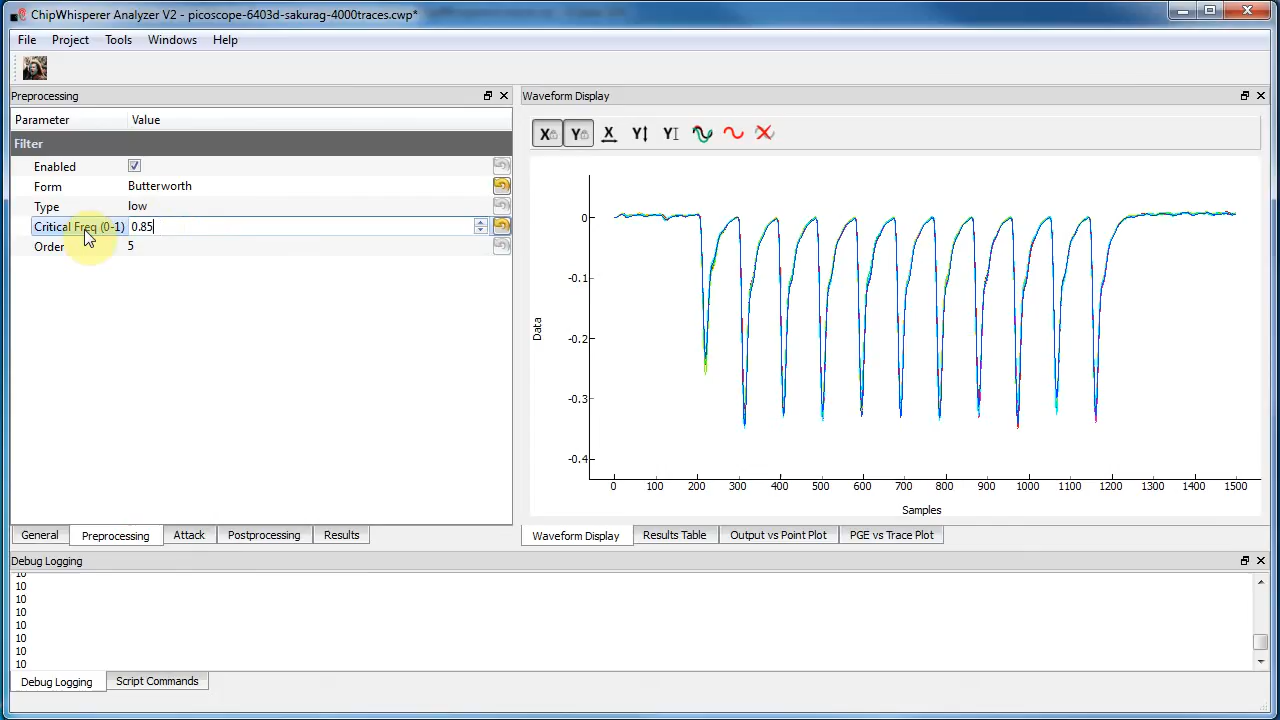 ChipWhisperer Analyzer V2 - picoscope-6403d-sakurag-4000traces.cwp*
File Project Tools Windows Help
Preprocessing
Parameter Value
Filter
Enabled
Form Butterworth
Type low
Critical Freq (0-1) 0.85
Order 5
General Preprocessing Attack Postprocessing Results
Waveform Display
X Y X Y Y
0
-0.1
-0.2
-0.3
-0.4
Data
0 100 200 300 400 500 600 700 800 900 1000 1100 1200 1300 1400 1500
Samples
Waveform Display Results Table Output vs Point Plot PGE vs Trace Plot
Debug Logging
10
10
10
10
10
10
10
10
Debug Logging Script Commands